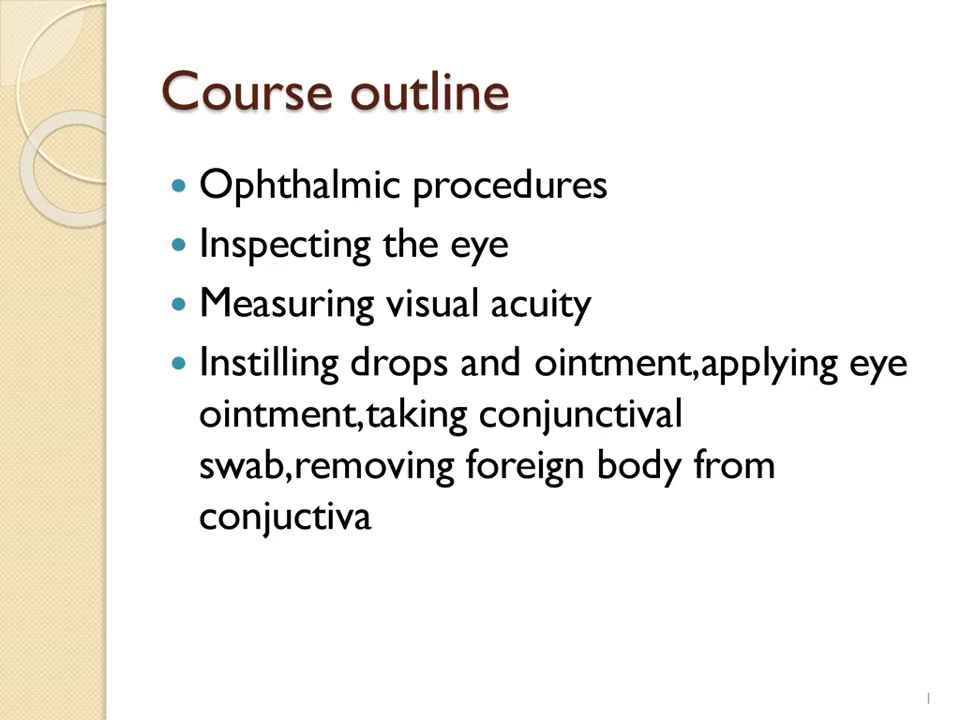 Course outline
• Ophthalmic procedures
• Inspecting the eye
• Measuring visual acuity
• Instilling drops and ointment,applying eye
ointment,taking conjunctival
swab,removing foreign body from
conjuctiva
1